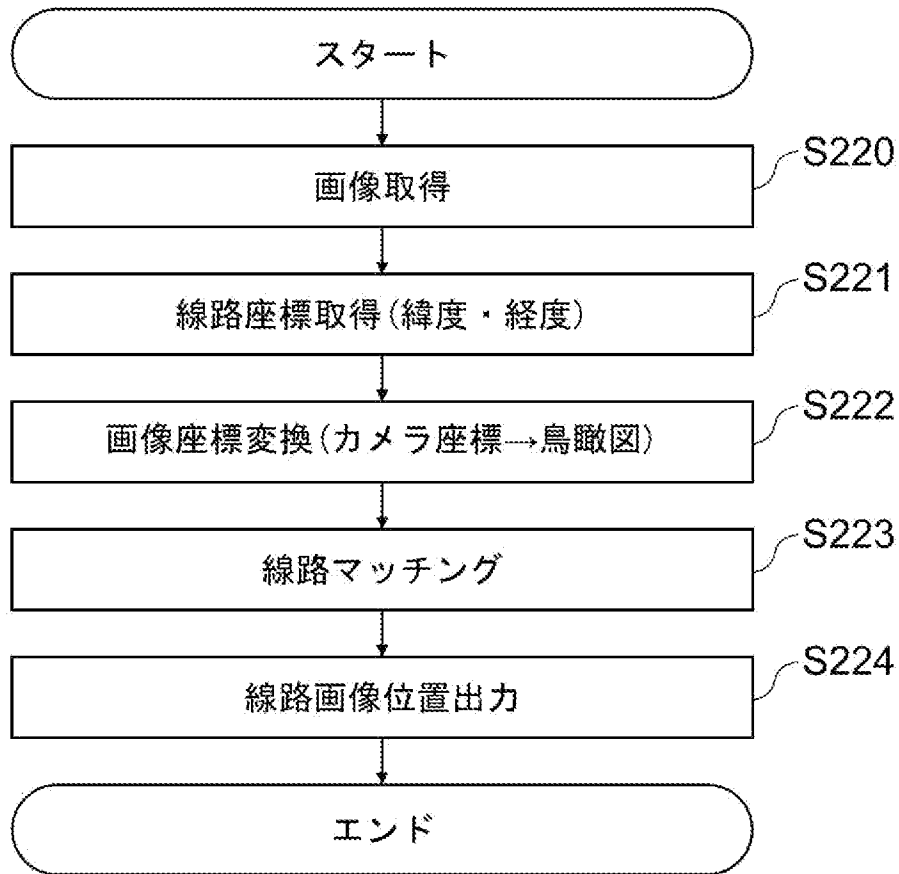 スタート
画像取得
S220
線路座標取得(緯度・経度)
S221
画像座標変換(カメラ座標→鳥瞰図)
S222
線路マッチング
S223
線路画像位置出力
S224
エンド